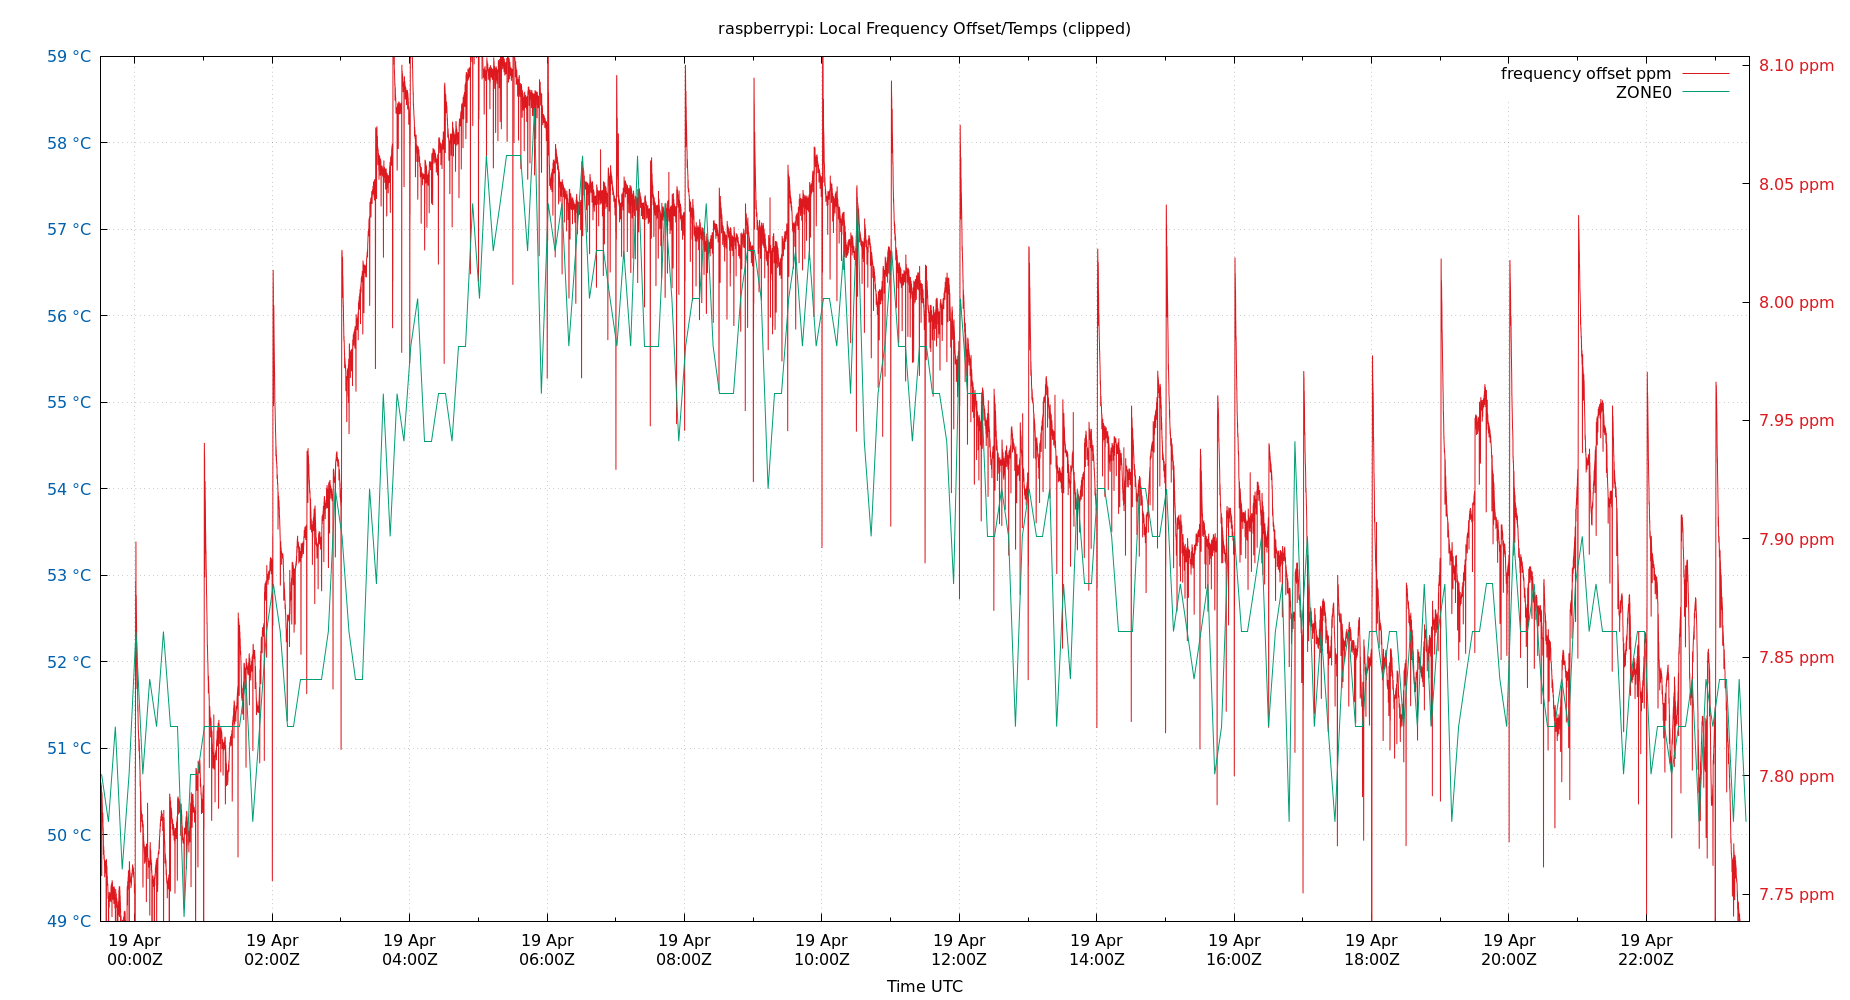 raspberrypi: Local Frequency Offset/Temps (clipped)
59 °C
58 °C
57 °C
56 °C
55 °C
54 °C
53 °C
52 °C
51 °C
50 °C
49 °C
frequency offset ppm
ZONE0
8.10 ppm
8.05 ppm
8.00 ppm
7.95 ppm
7.90 ppm
7.85 ppm
7.80 ppm
7.75 ppm
19 Apr 19 Apr 19 Apr 19 Apr 19 Apr 19 Apr 19 Apr 19 Apr 19 Apr 19 Apr 19 Apr 19 Apr
00:00Z 02:00Z 04:00Z 06:00Z 08:00Z 10:00Z 12:00Z 14:00Z 16:00Z 18:00Z 20:00Z 22:00Z
Time UTC